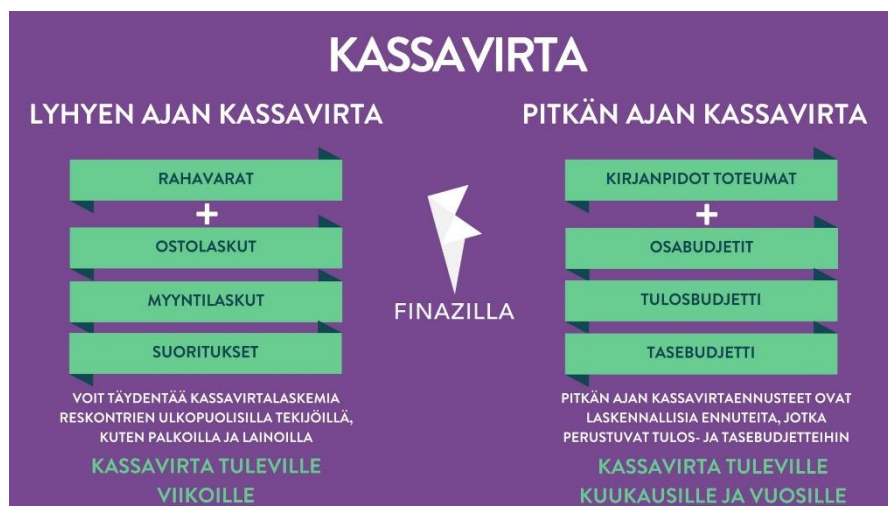 KASSAVIRTA
LYHYEN AJAN KASSAVIRTA
RAHAVARAT
+
OSTOLASKUT
MYYNTILASKUT
SUORITUKSET
VOIT TÄYDENTÄÄ KASSAVIRTALASKEMIA
RESKONTRIEN ULKOPUOLISILLA TEKIJÖILLÄ,
KUTEN PALKOILLA JA LAINOILLA
KASSAVIRTA TULEVILLE
VIIKOILLE
FINAZILLA
PITKÄN AJAN KASSAVIRTA
KIRJANPIDOT TOTEUMAT
+
OSABUDJETIT
TULOSBUDJETTI
TASEBUDJETTI
PITKÄN AJAN KASSAVIRTAENNUSTEET OVAT
LASKENNALLISIA ENNUTEITA, JOTKA
PERUSTUVAT TULOS- JA TASEBUDJETTEIHIN
KASSAVIRTA TULEVILLE
KUUKAUSILLE JA VUOSILLE